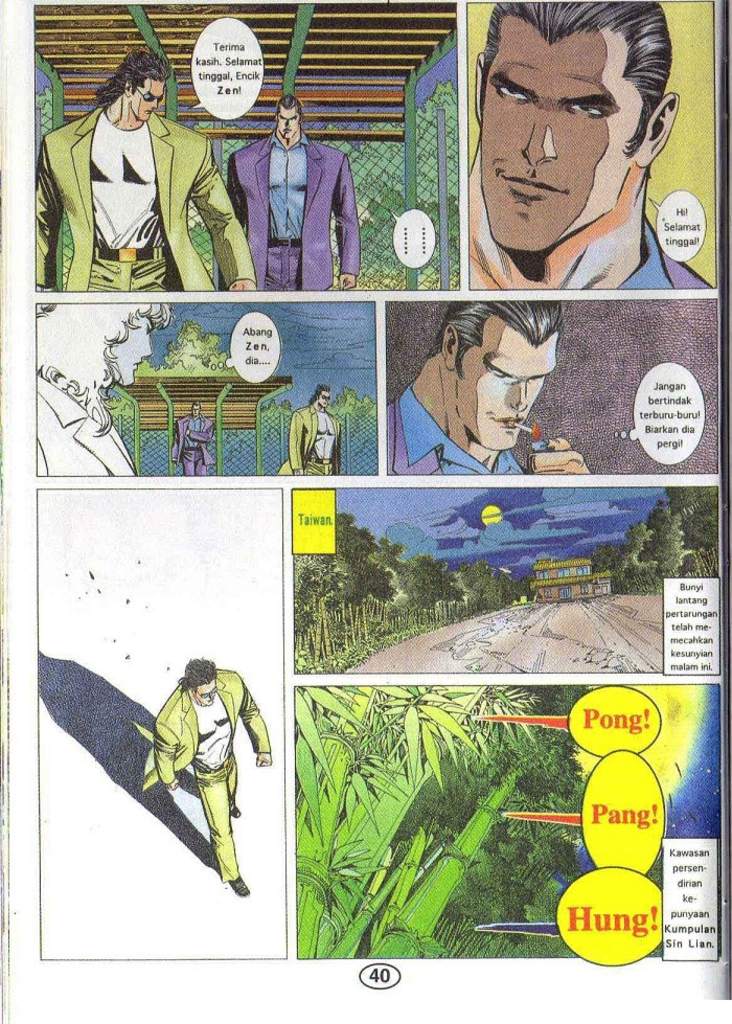 Terima
kasih. Selamat
tinggal, Encik
Zen!
Hi!
Selamat
tinggal!
Abang
Zen,
dia....
Jangan
bertindak
terburu-buru!
Biarkan dia
pergi!
Taiwan.
Bunyi
lantang
pertarungan
telah me-
mecahkan
kesunyian
malam ini.
Pong!
Pang!
Hung!
Kawasan
persen-
dirian
ke-
punyaan
Kumpulan
Sin Lian.
40